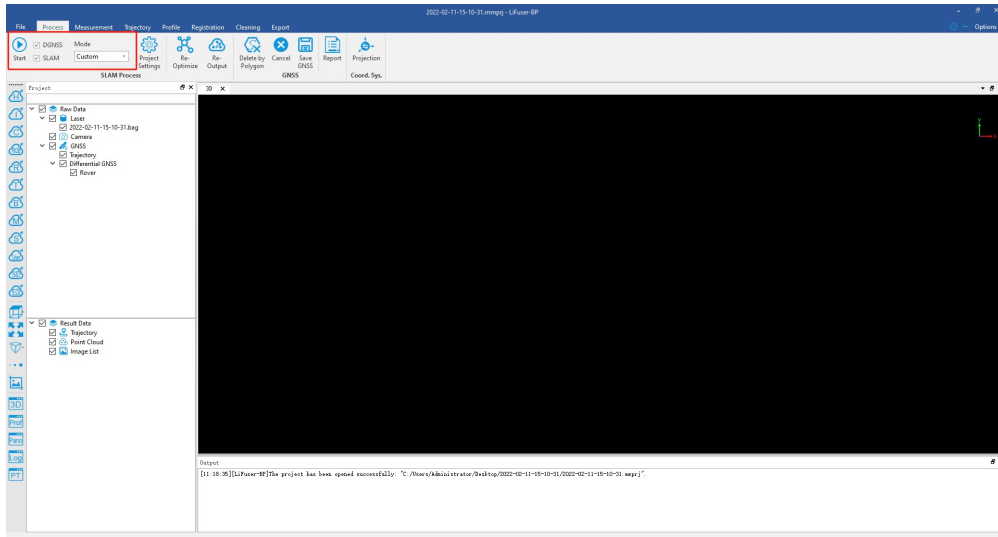 2022-02-11-15-10-31.mmprj - LiFuser-BP
File Process Measurement Trajectory Profile Registration Cleaning Export
Options
DGNSS Mode
SLAM Custom
Start
Project Settings
Re-Optimize
Re-Output
Delete by Polygon
Cancel
Save GNSS
Report
Projection
SLAM Process GNSS Coord. Sys.
Project
3D
Raw Data
Laser
2022-02-11-15-10-31.bag
Camera
GNSS
Trajectory
Differential GNSS
Rover
Y
X
Result Data
Trajectory
Point Cloud
Image List
3D
Prof
Pano
Log
PT
Output
[11:18:35][LiFuser-BP]The project has been opened successfully: "C:/Users/Administrator/Desktop/2022-02-11-15-10-31/2022-02-11-15-10-31.mmprj".